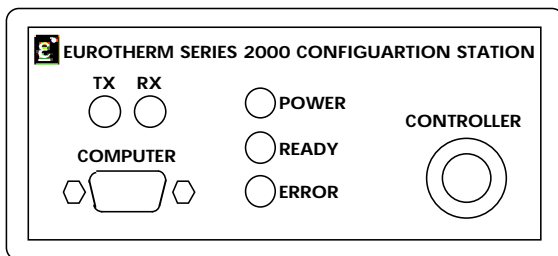 EUROTHERM SERIES 2000 CONFIGUARTION STATION
TX RX
POWER
CONTROLLER
READY
COMPUTER
ERROR